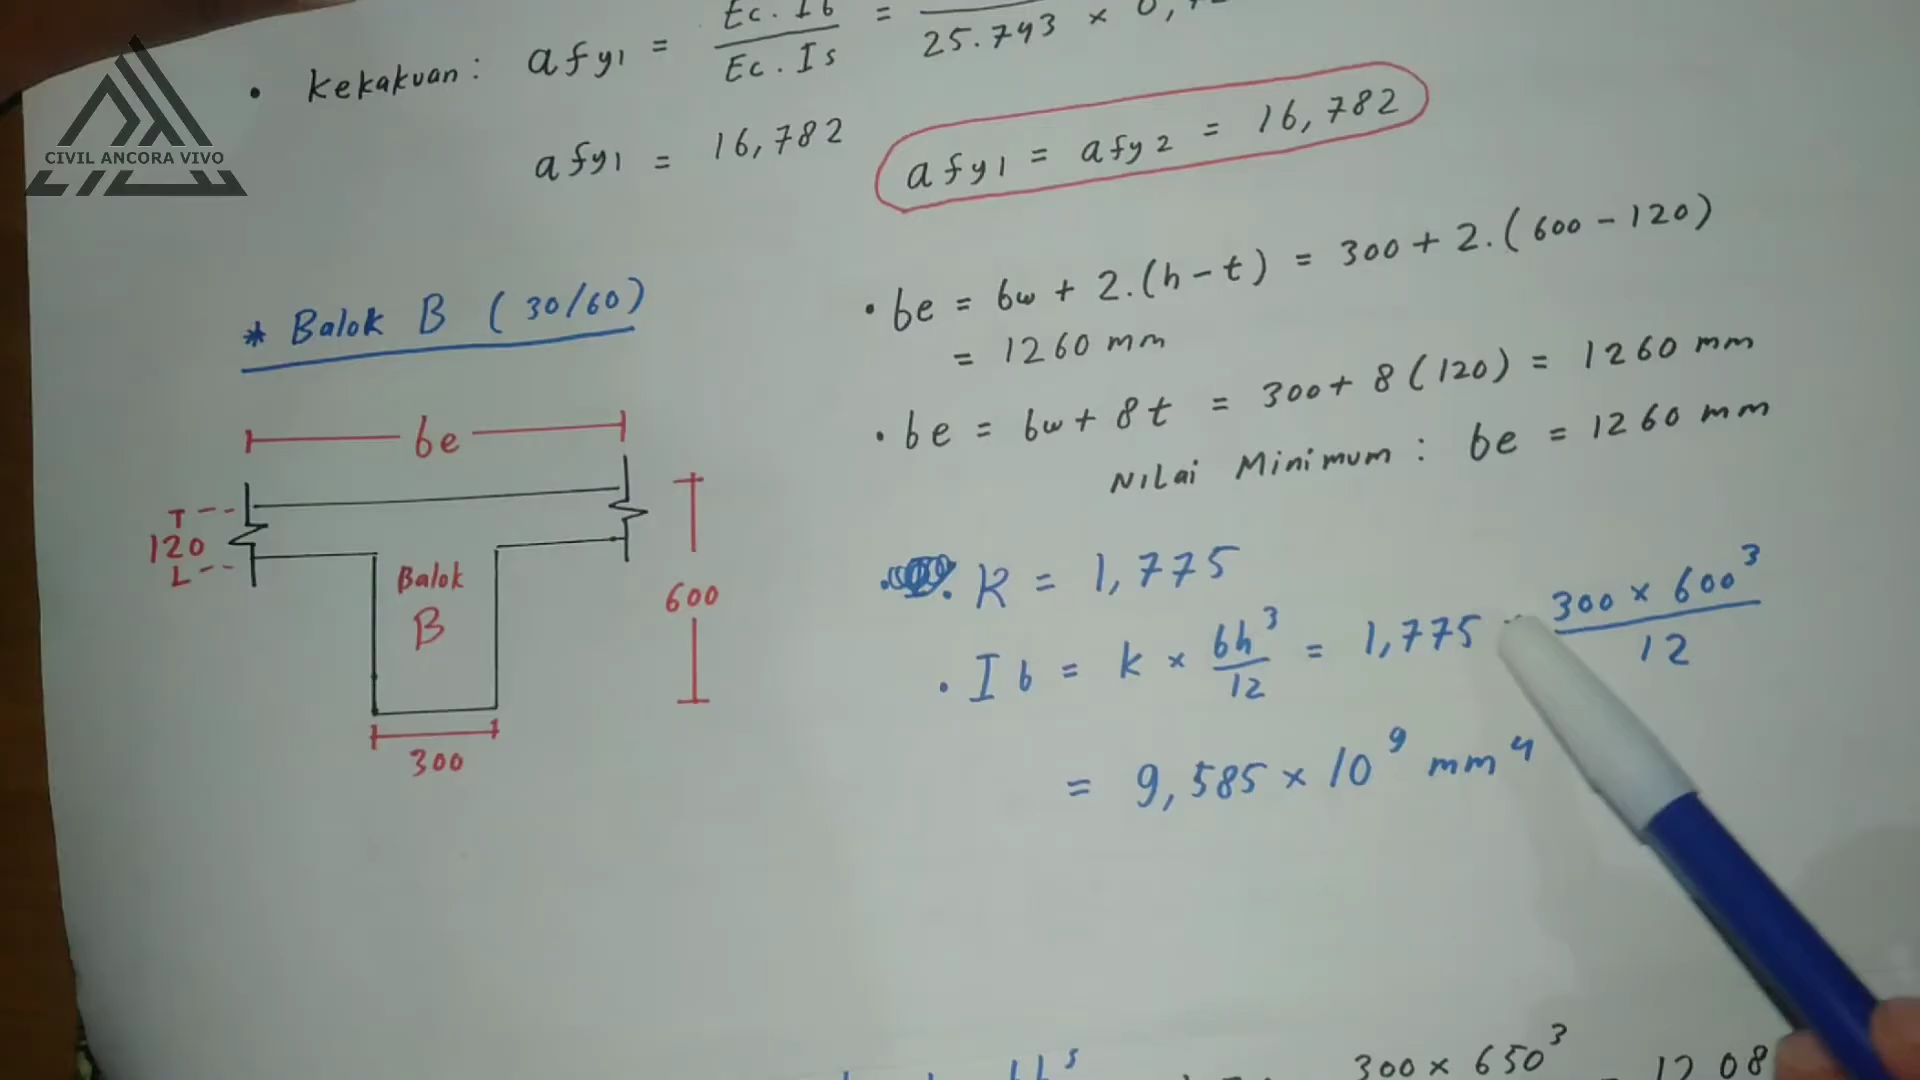 CIVIL ANCORA VIVO
• kekakuan : afy1 = Ec. Ib / Ec. Is = 25.743 × 0,
afy1 = 16,782
afy1 = afy2 = 16,782
* Balok B (30/60)
• be = bw + 2.(h-t) = 300 + 2.(600-120)
= 1260 mm
• be = bw + 8t = 300 + 8(120) = 1260 mm
Nilai Minimum : be = 1260 mm
be
120
Balok
B
600
300
• k = 1,775
• Ib = k × bh³/12 = 1,775 × 300 × 600³/12
= 9,585 × 10⁹ mm⁴
300 × 650³
1208